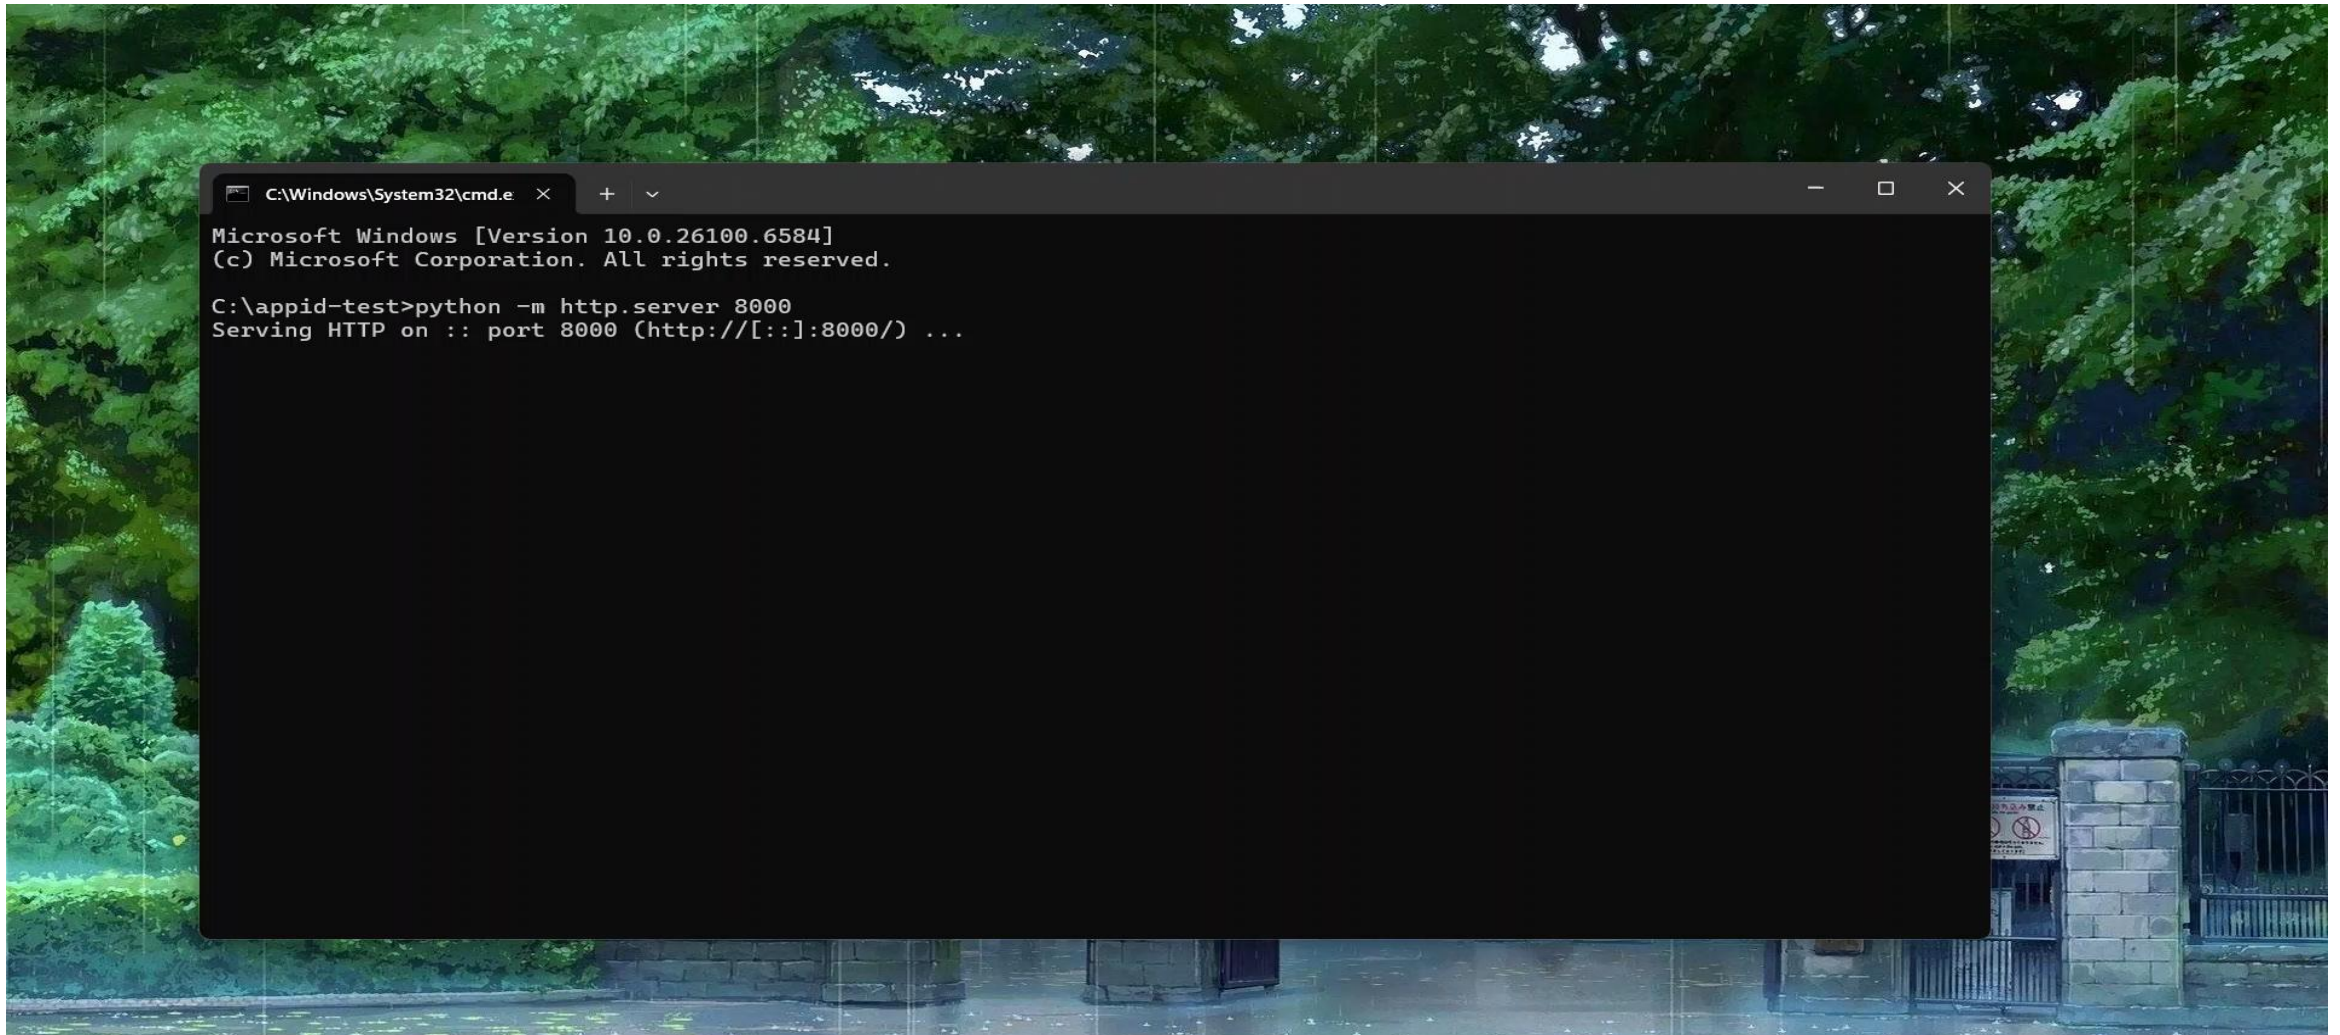 C:\Windows\System32\cmd.e
Microsoft Windows [Version 10.0.26100.6584]
(c) Microsoft Corporation. All rights reserved.
C:\appid-test>python -m http.server 8000
Serving HTTP on :: port 8000 (http://[::]:8000/) ...